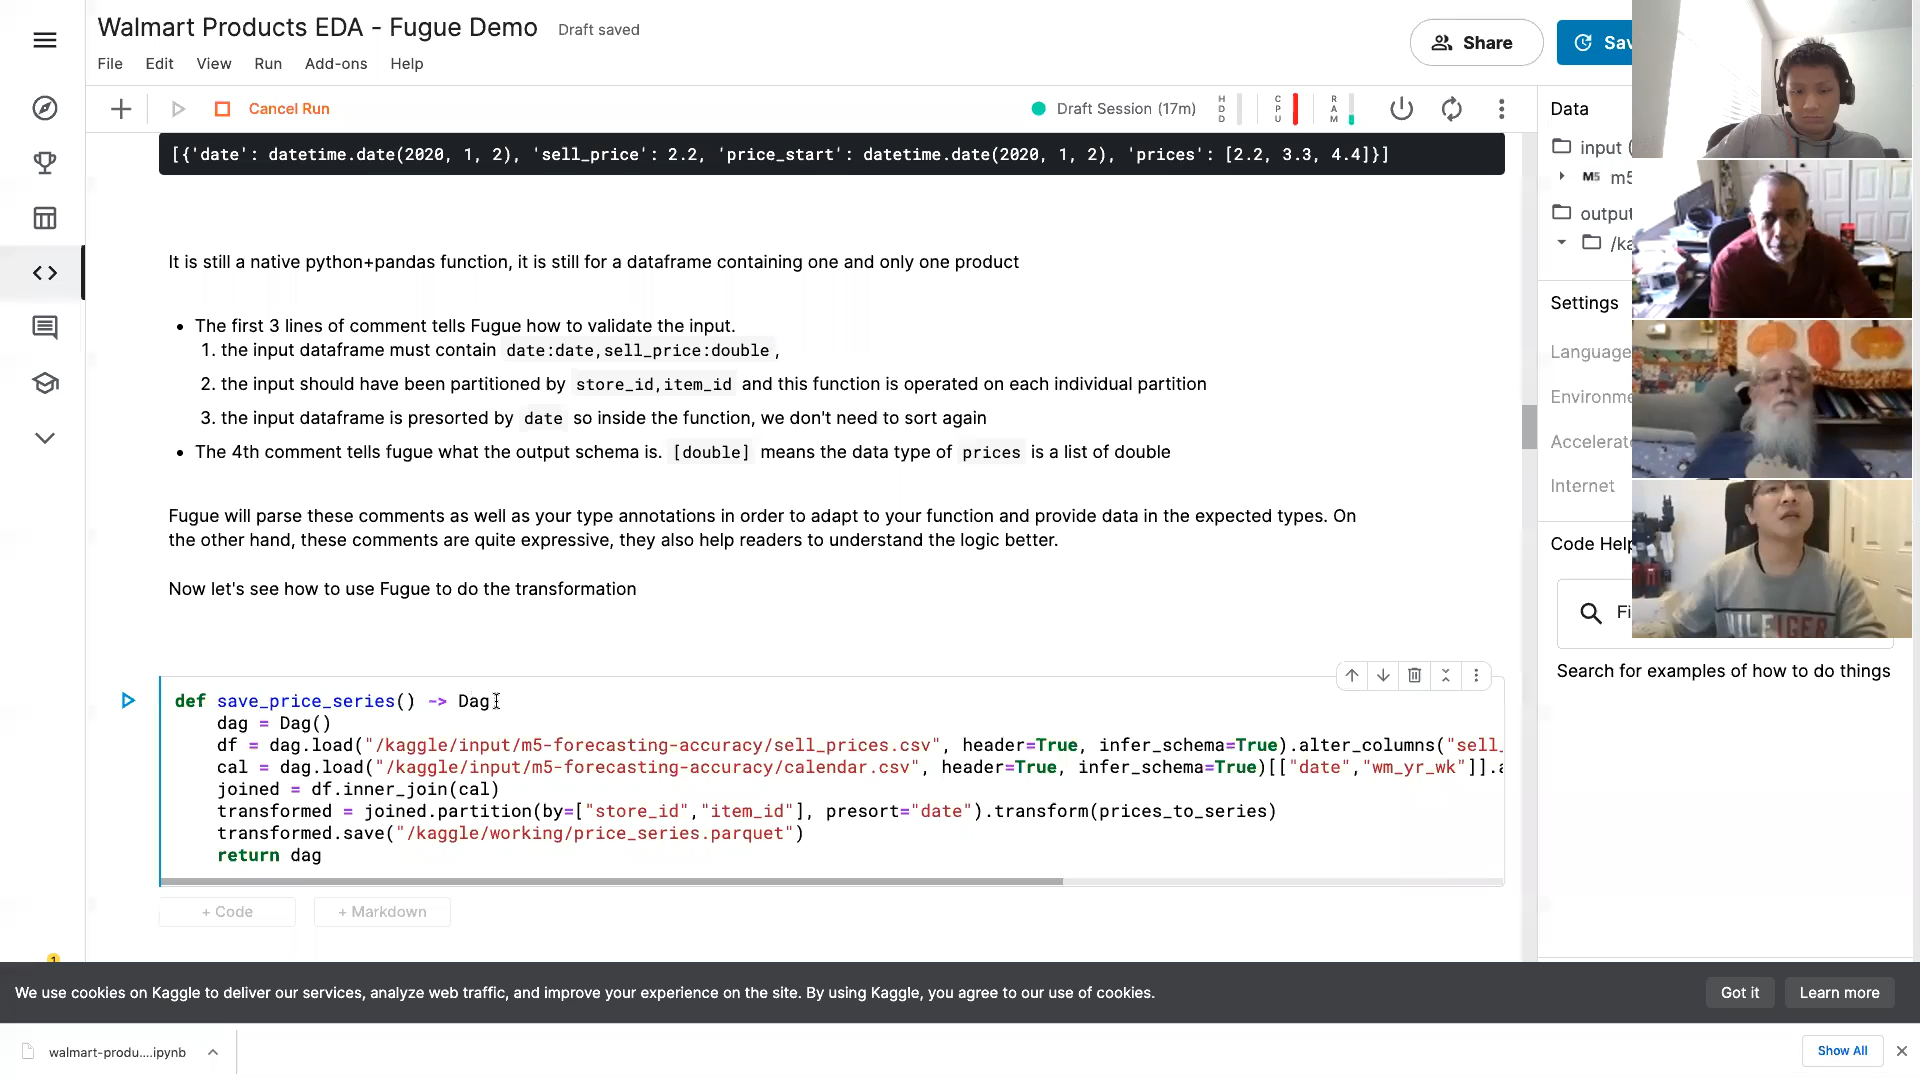 Walmart Products EDA - Fugue Demo Draft saved
Share
Sav
File Edit View Run Add-ons Help
Cancel Run
Draft Session (17m)
HDD
CPU
RAM
Data
[{'date': datetime.date(2020, 1, 2), 'sell_price': 2.2, 'price_start': datetime.date(2020, 1, 2), 'prices': [2.2, 3.3, 4.4]}]
input (
M5 m5
output
/ka
It is still a native python+pandas function, it is still for a dataframe containing one and only one product
Settings
• The first 3 lines of comment tells Fugue how to validate the input.
1. the input dataframe must contain date:date,sell_price:double ,
Language
2. the input should have been partitioned by store_id,item_id and this function is operated on each individual partition
Environme
3. the input dataframe is presorted by date so inside the function, we don't need to sort again
Accelerato
• The 4th comment tells fugue what the output schema is. [double] means the data type of prices is a list of double
Internet
Fugue will parse these comments as well as your type annotations in order to adapt to your function and provide data in the expected types. On
the other hand, these comments are quite expressive, they also help readers to understand the logic better.
Code Help
Now let's see how to use Fugue to do the transformation
Fi
HILFIGER
Search for examples of how to do things
def save_price_series() -> Dag:
dag = Dag()
df = dag.load("/kaggle/input/m5-forecasting-accuracy/sell_prices.csv", header=True, infer_schema=True).alter_columns("sell_
cal = dag.load("/kaggle/input/m5-forecasting-accuracy/calendar.csv", header=True, infer_schema=True)[["date","wm_yr_wk"]].a
joined = df.inner_join(cal)
transformed = joined.partition(by=["store_id","item_id"], presort="date").transform(prices_to_series)
transformed.save("/kaggle/working/price_series.parquet")
return dag
+ Code + Markdown
1
We use cookies on Kaggle to deliver our services, analyze web traffic, and improve your experience on the site. By using Kaggle, you agree to our use of cookies.
Got it Learn more
walmart-produ....ipynb
Show All